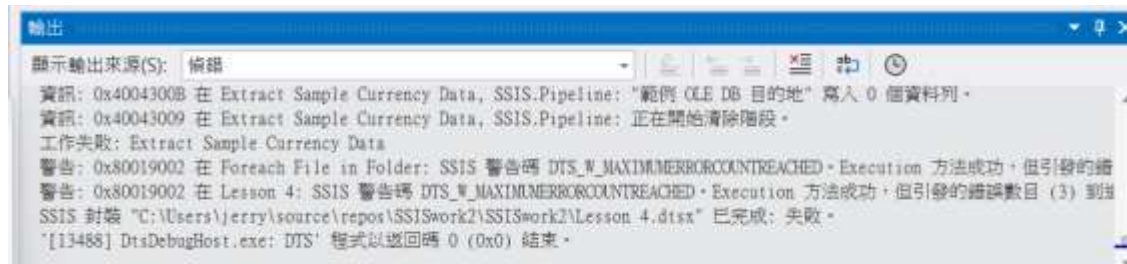 輸出
顯示輸出來源(S): 偵錯
資訊: 0x4004300B 在 Extract Sample Currency Data, SSIS.Pipeline: "範例 OLE DB 目的地" 寫入 0 個資料列。
資訊: 0x40043009 在 Extract Sample Currency Data, SSIS.Pipeline: 正在開始清除階段。
工作失敗: Extract Sample Currency Data
警告: 0x80019002 在 Foreach File in Folder: SSIS 警告碼 DTS_W_MAXIMUMERRORCOUNTREACHED。Execution 方法成功，但引發的錯
警告: 0x80019002 在 Lesson 4: SSIS 警告碼 DTS_W_MAXIMUMERRORCOUNTREACHED。Execution 方法成功，但引發的錯誤數目 (3) 到達
SSIS 封裝 "C:\Users\jerry\source\repos\SSISwork2\SSISwork2\Lesson 4.dtsx" 已完成: 失敗。
'[13488] DtsDebugHost.exe: DTS' 程式以返回碼 0 (0x0) 結束。